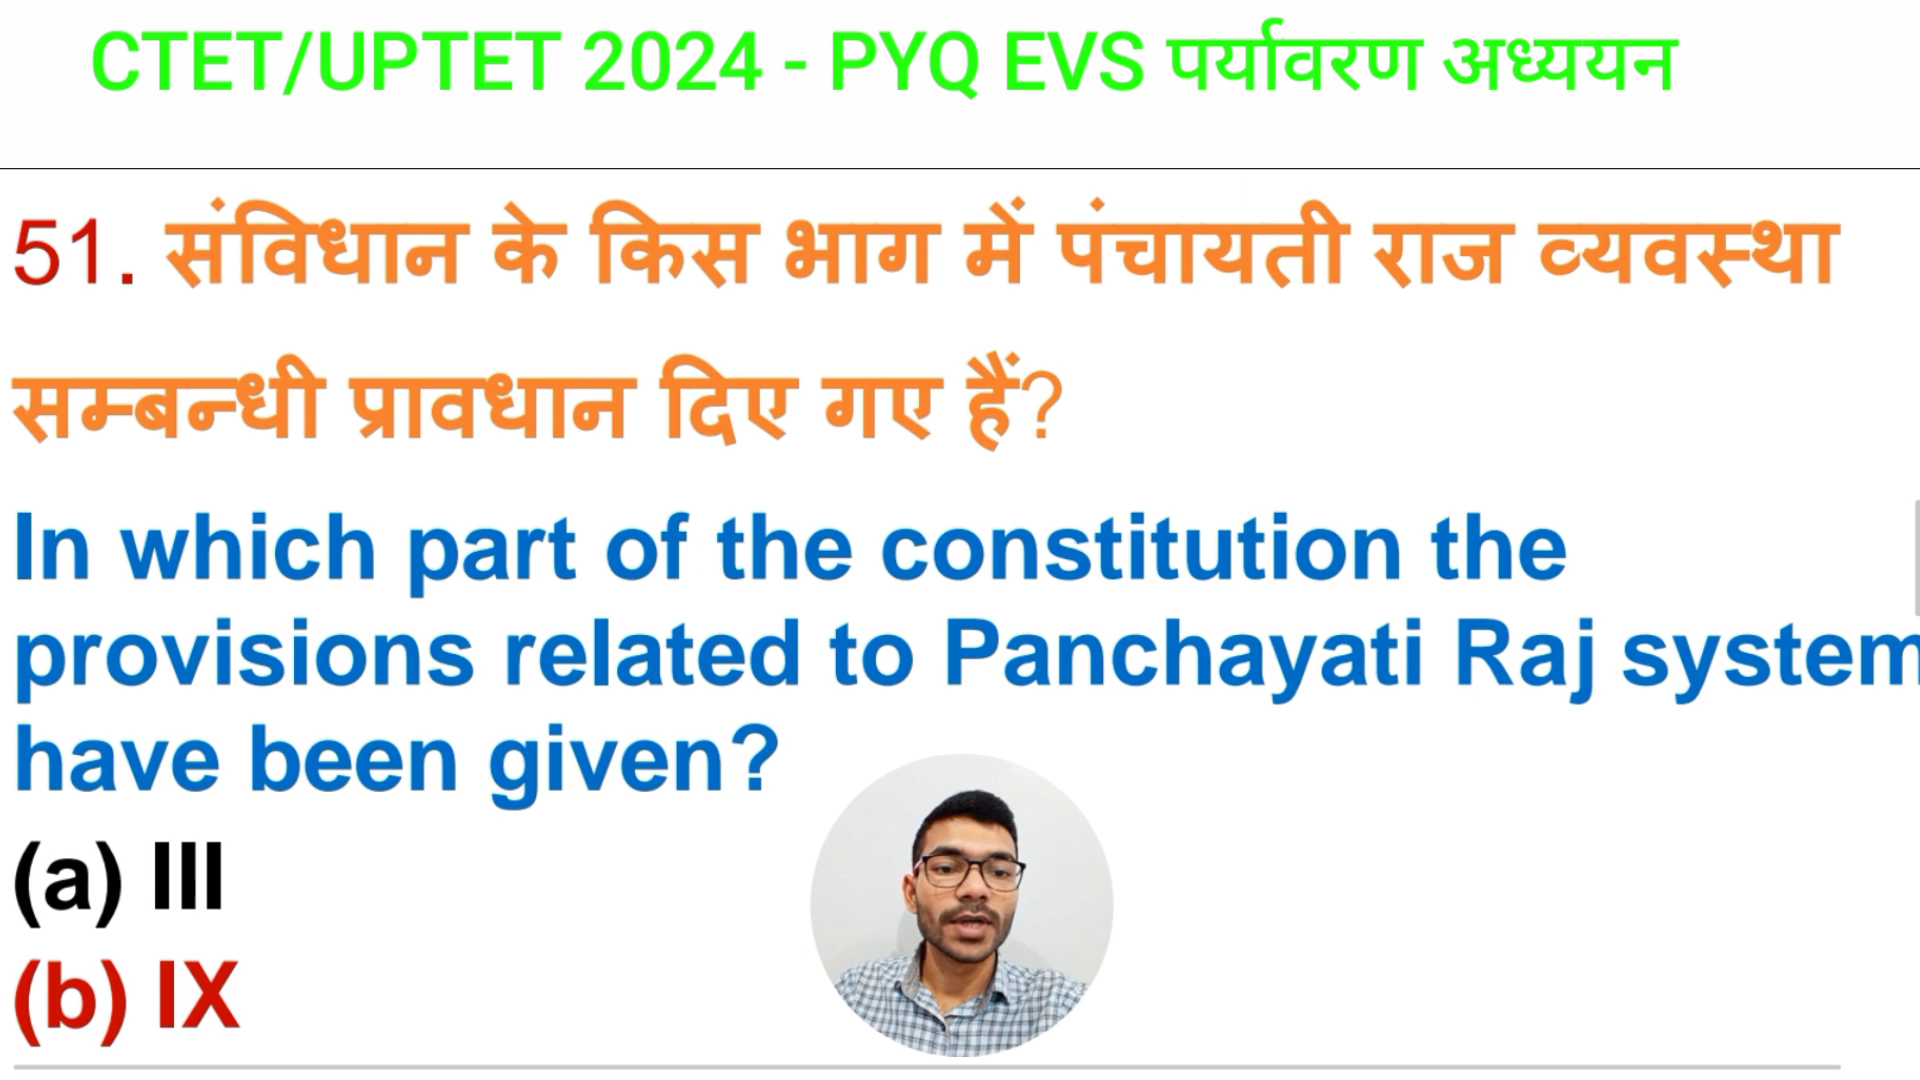 CTET/UPTET 2024 - PYQ EVS पर्यावरण अध्ययन
51. संविधान के किस भाग में पंचायती राज व्यवस्था
सम्बन्धी प्रावधान दिए गए हैं?
In which part of the constitution the
provisions related to Panchayati Raj system
have been given?
(a) III
(b) IX